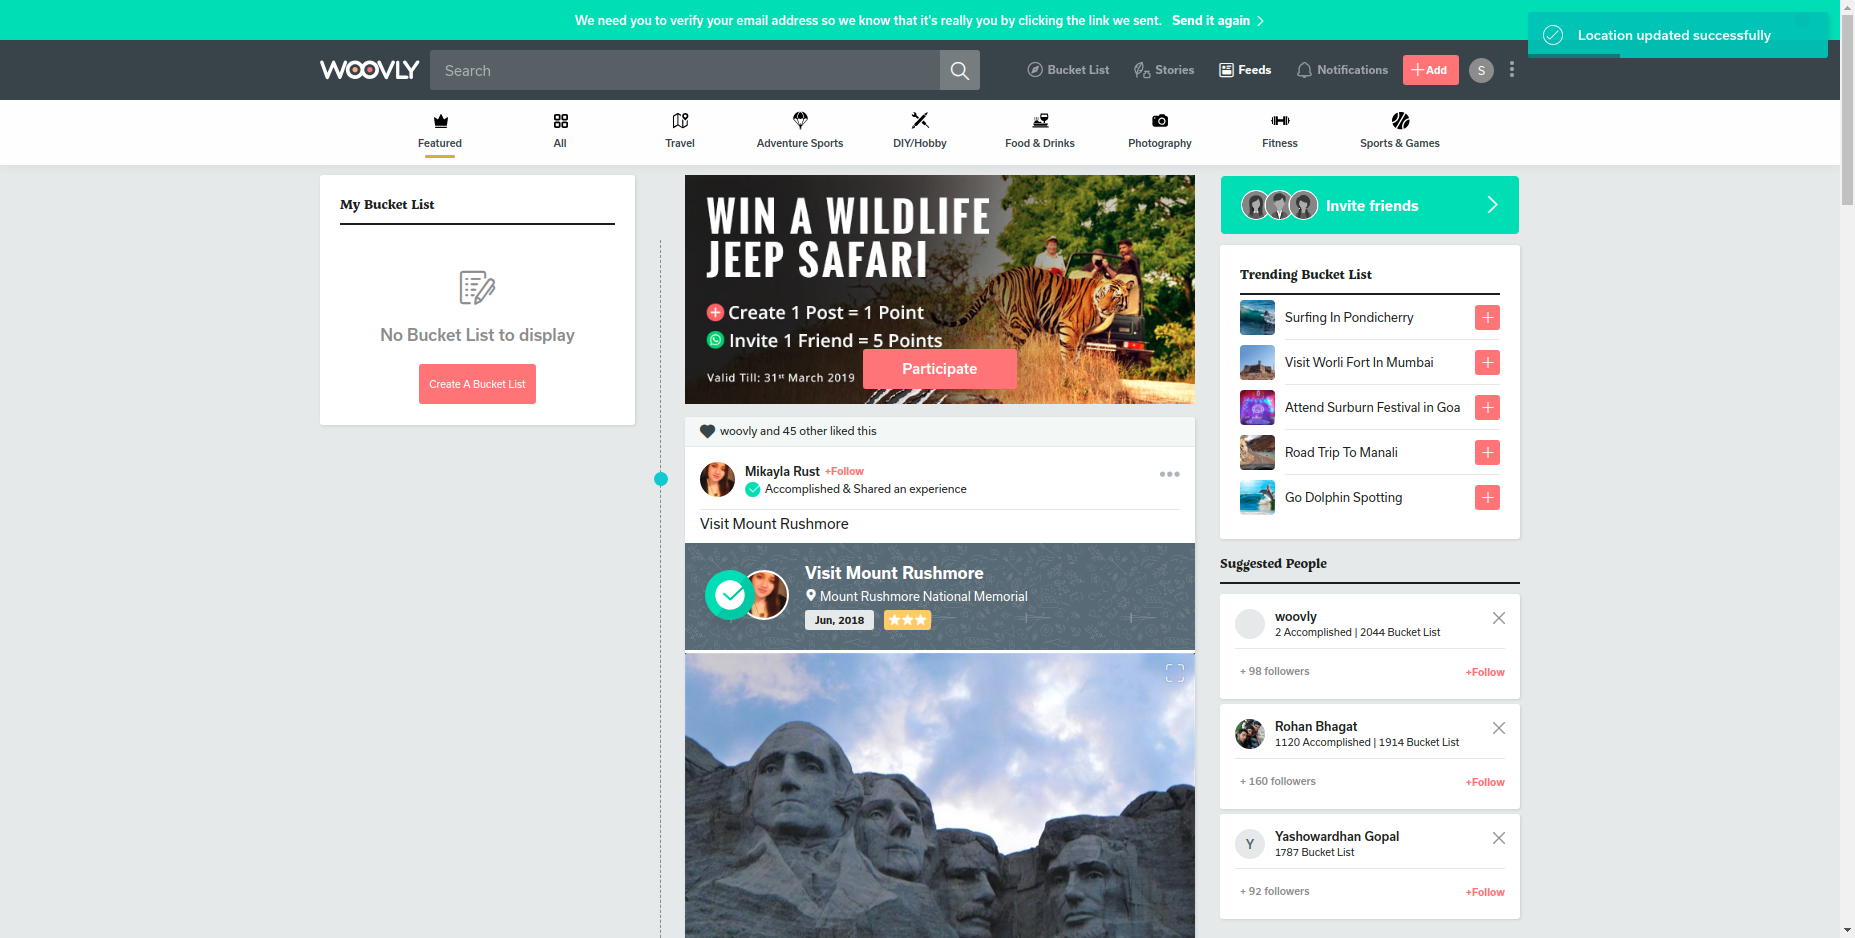 We need you to verify your email address so we know that it's really you by clicking the link we sent. Send it again
Location updated successfully
WOOVLY
Search
Bucket List
Stories
Feeds
Notifications
Add
S
Featured
All
Travel
Adventure Sports
DIY/Hobby
Food & Drinks
Photography
Fitness
Sports & Games
My Bucket List
No Bucket List to display
Create A Bucket List
WIN A WILDLIFE
JEEP SAFARI
Create 1 Post = 1 Point
Invite 1 Friend = 5 Points
Valid Till: 31st March 2019
Participate
woovly and 45 other liked this
Mikayla Rust +Follow
Accomplished & Shared an experience
Visit Mount Rushmore
Visit Mount Rushmore
Mount Rushmore National Memorial
Jun, 2018
Invite friends
Trending Bucket List
Surfing In Pondicherry
Visit Worli Fort In Mumbai
Attend Surburn Festival in Goa
Road Trip To Manali
Go Dolphin Spotting
Suggested People
woovly
2 Accomplished | 2044 Bucket List
+ 98 followers
+Follow
Rohan Bhagat
1120 Accomplished | 1914 Bucket List
+ 160 followers
+Follow
Y
Yashowardhan Gopal
1787 Bucket List
+ 92 followers
+Follow